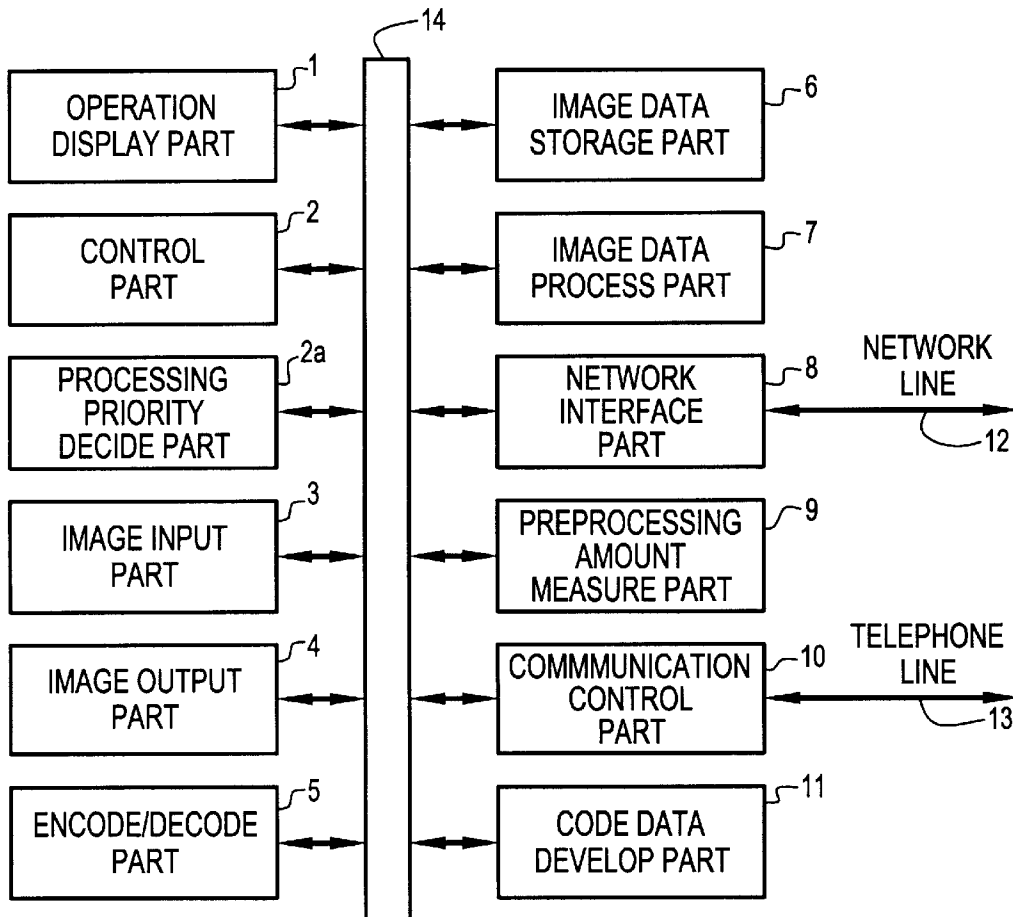 14
1
OPERATION
DISPLAY PART
6
IMAGE DATA
STORAGE PART
2
CONTROL
PART
7
IMAGE DATA
PROCESS PART
2a
PROCESSING
PRIORITY
DECIDE PART
8
NETWORK
INTERFACE
PART
NETWORK
LINE
12
3
IMAGE INPUT
PART
9
PREPROCESSING
AMOUNT
MEASURE PART
4
IMAGE OUTPUT
PART
10
COMMMUNICATION
CONTROL
PART
TELEPHONE
LINE
13
5
ENCODE/DECODE
PART
11
CODE DATA
DEVELOP PART